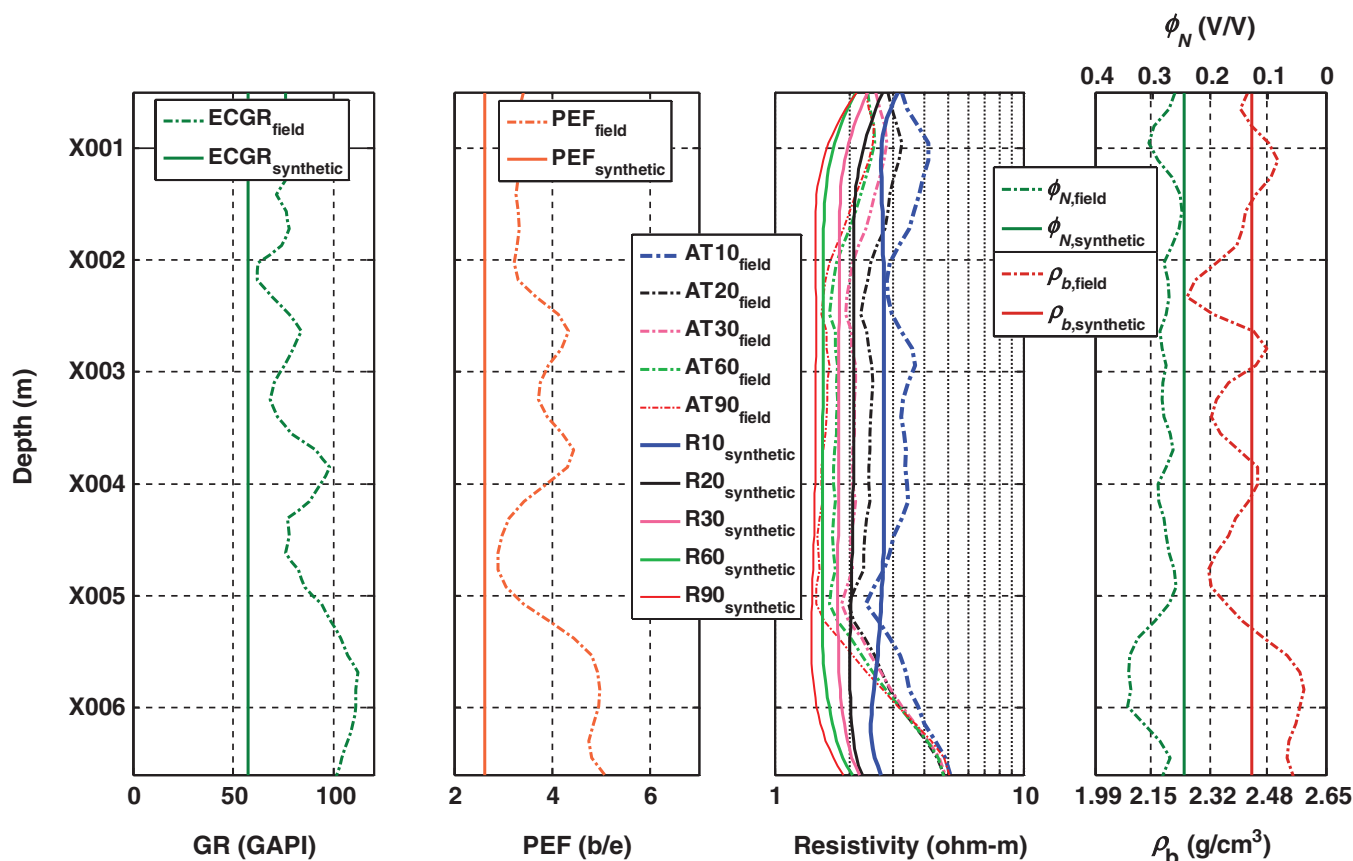 ϕN (V/V)
0.4 0.3 0.2 0.1 0
ECGRfield
ECGRsynthetic
PEFfield
PEFsynthetic
ϕN,field
ϕN,synthetic
ρb,field
ρb,synthetic
AT10field
AT20field
AT30field
AT60field
AT90field
R10synthetic
R20synthetic
R30synthetic
R60synthetic
R90synthetic
Depth (m)
X001
X002
X003
X004
X005
X006
0 50 100
2 4 6
1 10
1.99 2.15 2.32 2.48 2.65
GR (GAPI)
PEF (b/e)
Resistivity (ohm-m)
ρb (g/cm³)